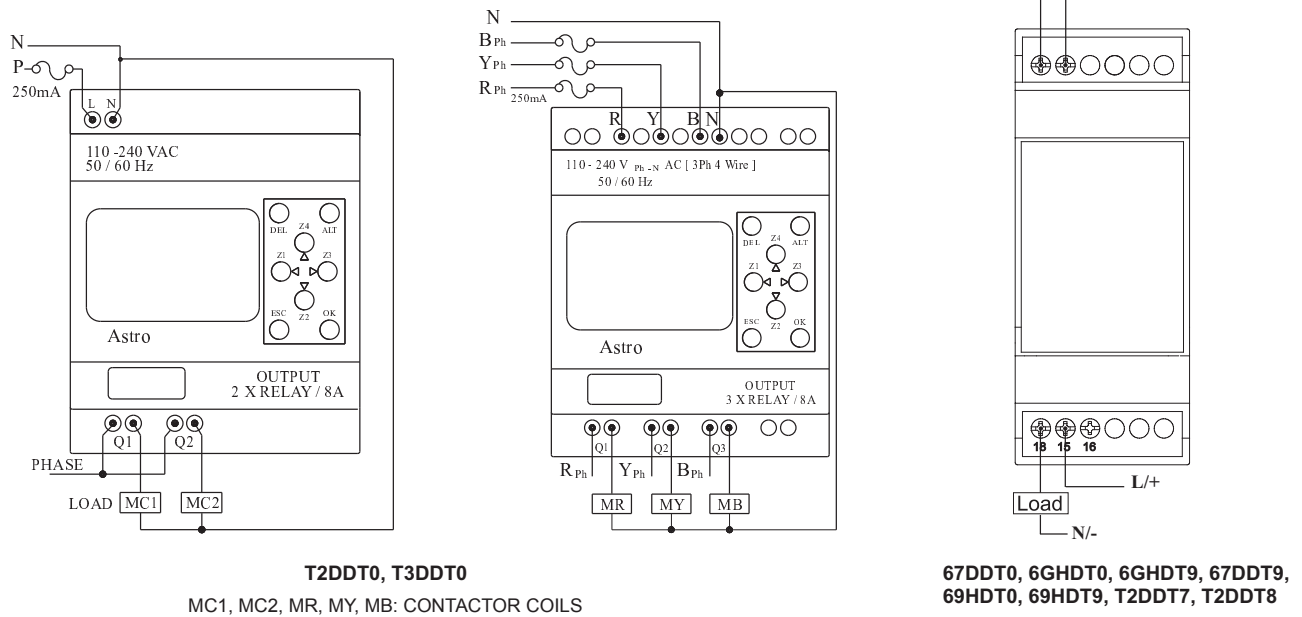 N
P
250mA
L N
110 -240 VAC
50 / 60 Hz
DEL
Z4
ALT
Z1
Z3
ESC
Z2
OK
Astro
OUTPUT
2 X RELAY / 8A
Q1
Q2
PHASE
LOAD
MC1
MC2
N
B Ph
Y Ph
R Ph
250mA
R Y B N
110 - 240 V Ph - N AC [ 3Ph 4 Wire ]
50 / 60 Hz
DEL
Z4
ALT
Z1
Z3
ESC
Z2
OK
Astro
OUTPUT
3 X RELAY / 8A
Q1
Q2
Q3
R Ph
Y Ph
B Ph
MR
MY
MB
18 15 16
L/+
Load
N/-
T2DDT0, T3DDT0
MC1, MC2, MR, MY, MB: CONTACTOR COILS
67DDT0, 6GHDT0, 6GHDT9, 67DDT9,
69HDT0, 69HDT9, T2DDT7, T2DDT8